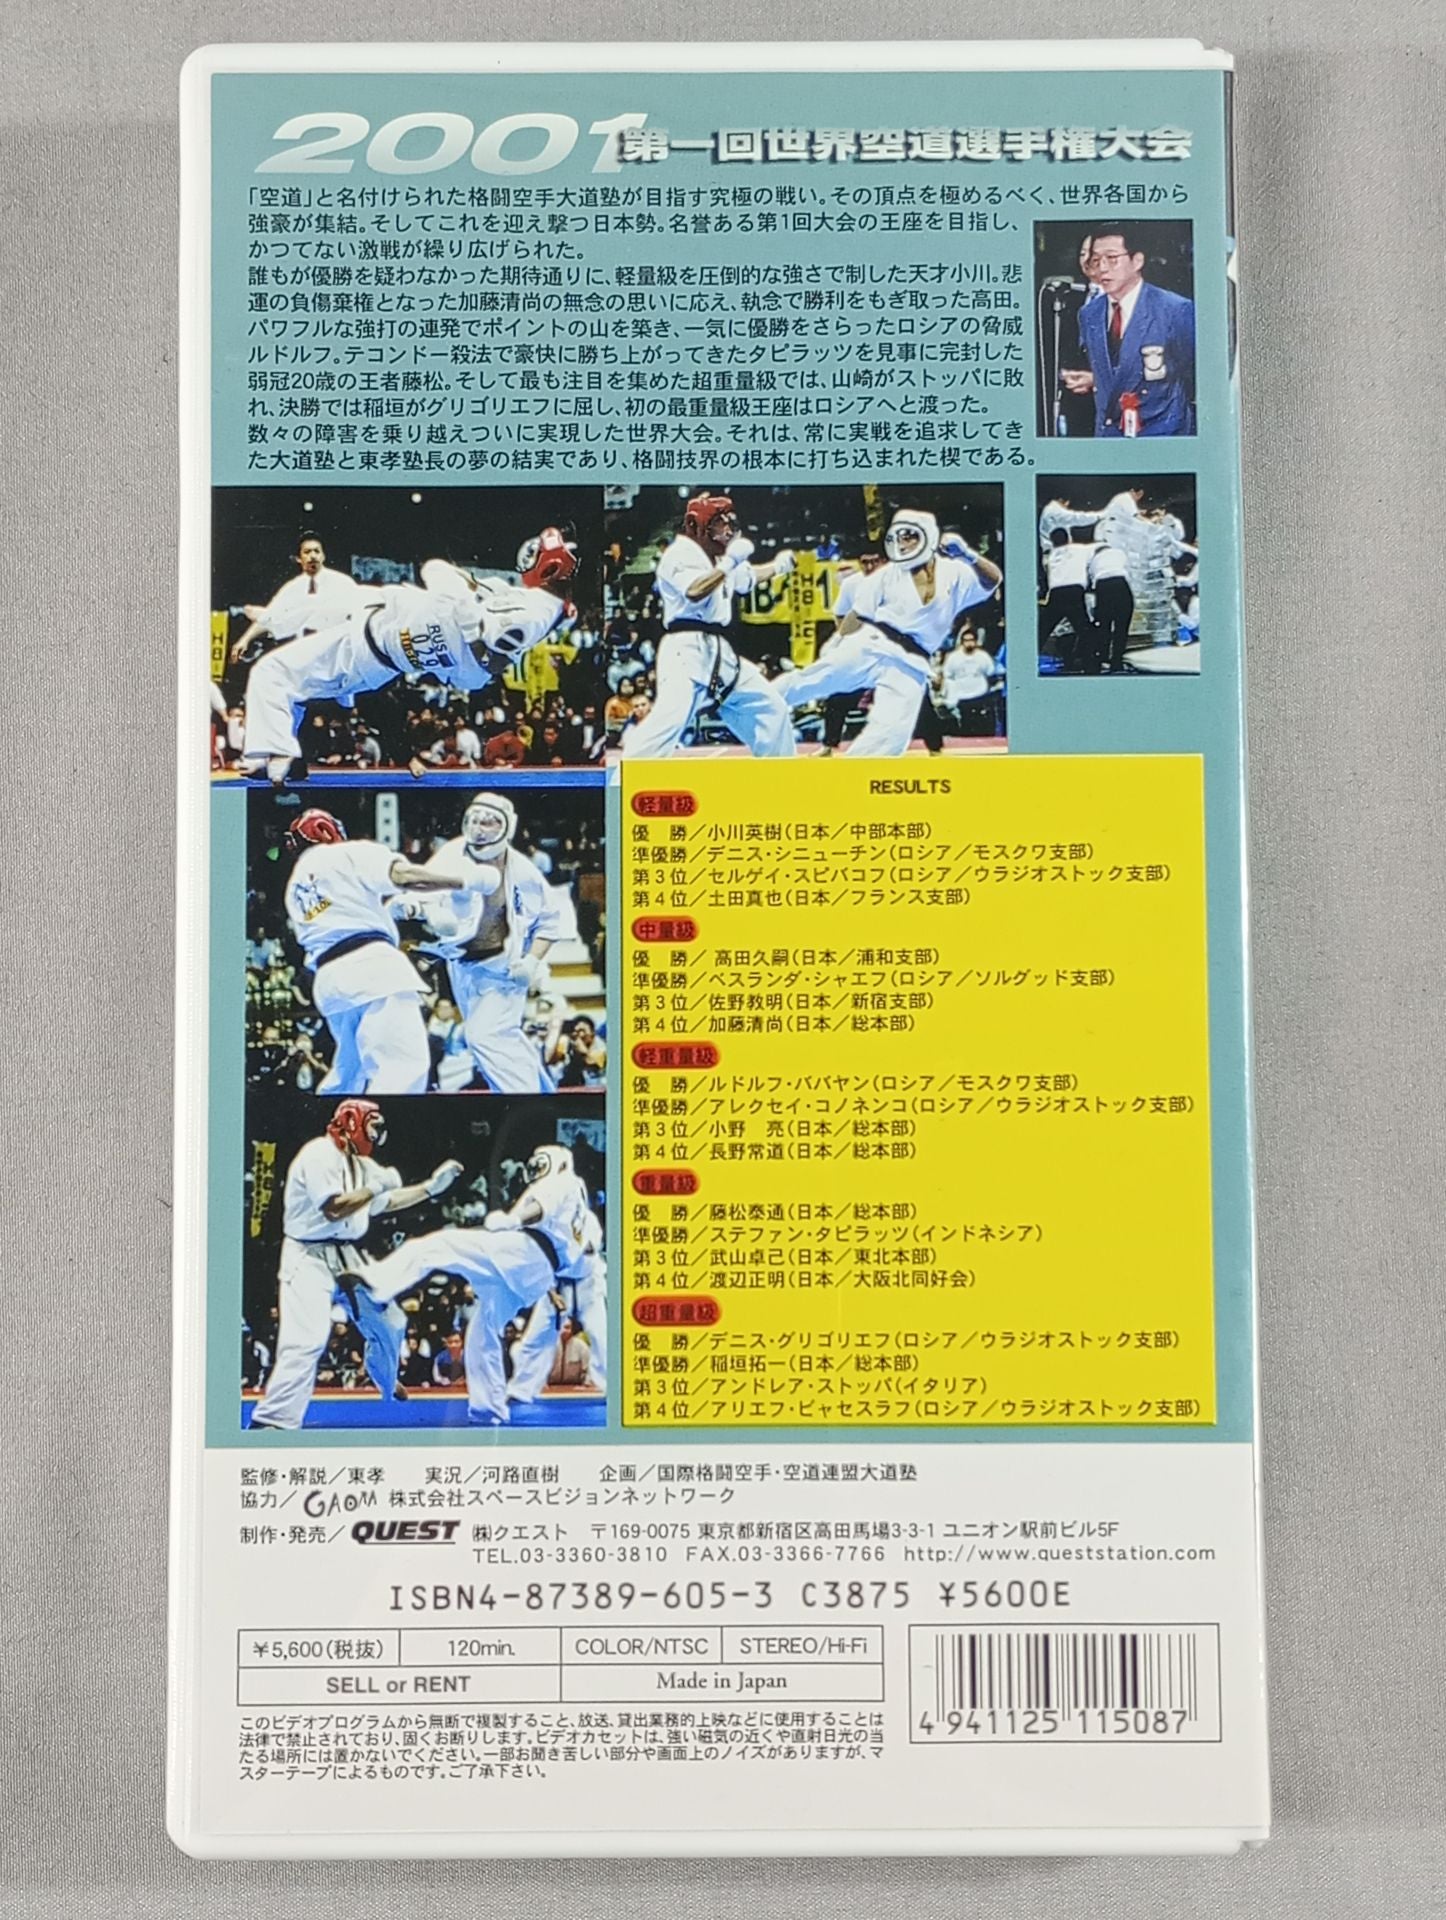 2001 第一回世界空道選手権大会
「空道」と名付けられた格闘空手大道塾が目指す究極の戦い。その頂点を極めるべく、世界各国から
強豪が集結。そしてこれを迎え撃つ日本勢。名誉ある第1回大会の王座を目指し、
かつてない激戦が繰り広げられた。
誰もが優勝を疑わなかった期待通りに、軽量級を圧倒的な強さで制した天才小川。悲
運の負傷棄権となった加藤清尚の無念の思いに応え、執念で勝利をもぎ取った高田。
パワフルな強打の連発でポイントの山を築き、一気に優勝をさらったロシアの脅威
ルドルフ。テコンドー殺法で豪快に勝ち上がってきたタピラッツを見事に完封した
弱冠20歳の王者藤松。そして最も注目を集めた超重量級では、山崎がストッパに敗
れ、決勝では稲垣がグリゴリエフに屈し、初の最重量級王座はロシアへと渡った。
数々の障害を乗り越えついに実現した世界大会。それは、常に実戦を追求してき
た大道塾と東孝塾長の夢の結実であり、格闘技界の根本に打ち込まれた楔である。
RUS
029
RESULTS
軽量級
優　勝／小川英樹（日本／中部本部）
準優勝／デニス・シニューチン（ロシア／モスクワ支部）
第3位／セルゲイ・スピバコフ（ロシア／ウラジオストック支部）
第4位／土田真也（日本／フランス支部）
中量級
優　勝／高田久嗣（日本／浦和支部）
準優勝／ベスランダ・シャエフ（ロシア／ソルグッド支部）
第3位／佐野教明（日本／新宿支部）
第4位／加藤清尚（日本／総本部）
軽重量級
優　勝／ルドルフ・ババヤン（ロシア／モスクワ支部）
準優勝／アレクセイ・コノネンコ（ロシア／ウラジオストック支部）
第3位／小野　亮（日本／総本部）
第4位／長野常道（日本／総本部）
重量級
優　勝／藤松泰通（日本／総本部）
準優勝／ステファン・タピラッツ（インドネシア）
第3位／武山卓己（日本／東北本部）
第4位／渡辺正明（日本／大阪北同好会）
超重量級
優　勝／デニス・グリゴリエフ（ロシア／ウラジオストック支部）
準優勝／稲垣拓一（日本／総本部）
第3位／アンドレア・ストッパ（イタリア）
第4位／アリエフ・ビャセスラフ（ロシア／ウラジオストック支部）
監修・解説／東孝　実況／河路直樹　企画／国際格闘空手・空道連盟大道塾
協力／GAORA 株式会社スペースビジョンネットワーク
制作・発売／QUEST ㈱クエスト 〒169-0075 東京都新宿区高田馬場3-3-1 ユニオン駅前ビル5F
TEL.03-3360-3810 FAX.03-3366-7766 http://www.queststation.com
ISBN4-87389-605-3 C3875 ¥5600E
¥5,600（税抜） 120min. COLOR/NTSC STEREO/Hi-Fi
SELL or RENT Made in Japan
このビデオプログラムから無断で複製すること、放送、貸出業務的上映などに使用することは
法律で禁止されており、固くお断りします。ビデオカセットは、強い磁気の近くや直射日光の当
たる場所には置かないでください。一部お聞き苦しい部分や画面上のノイズがありますが、マ
スターテープによるものです。ご了承下さい。
4 941125 115087